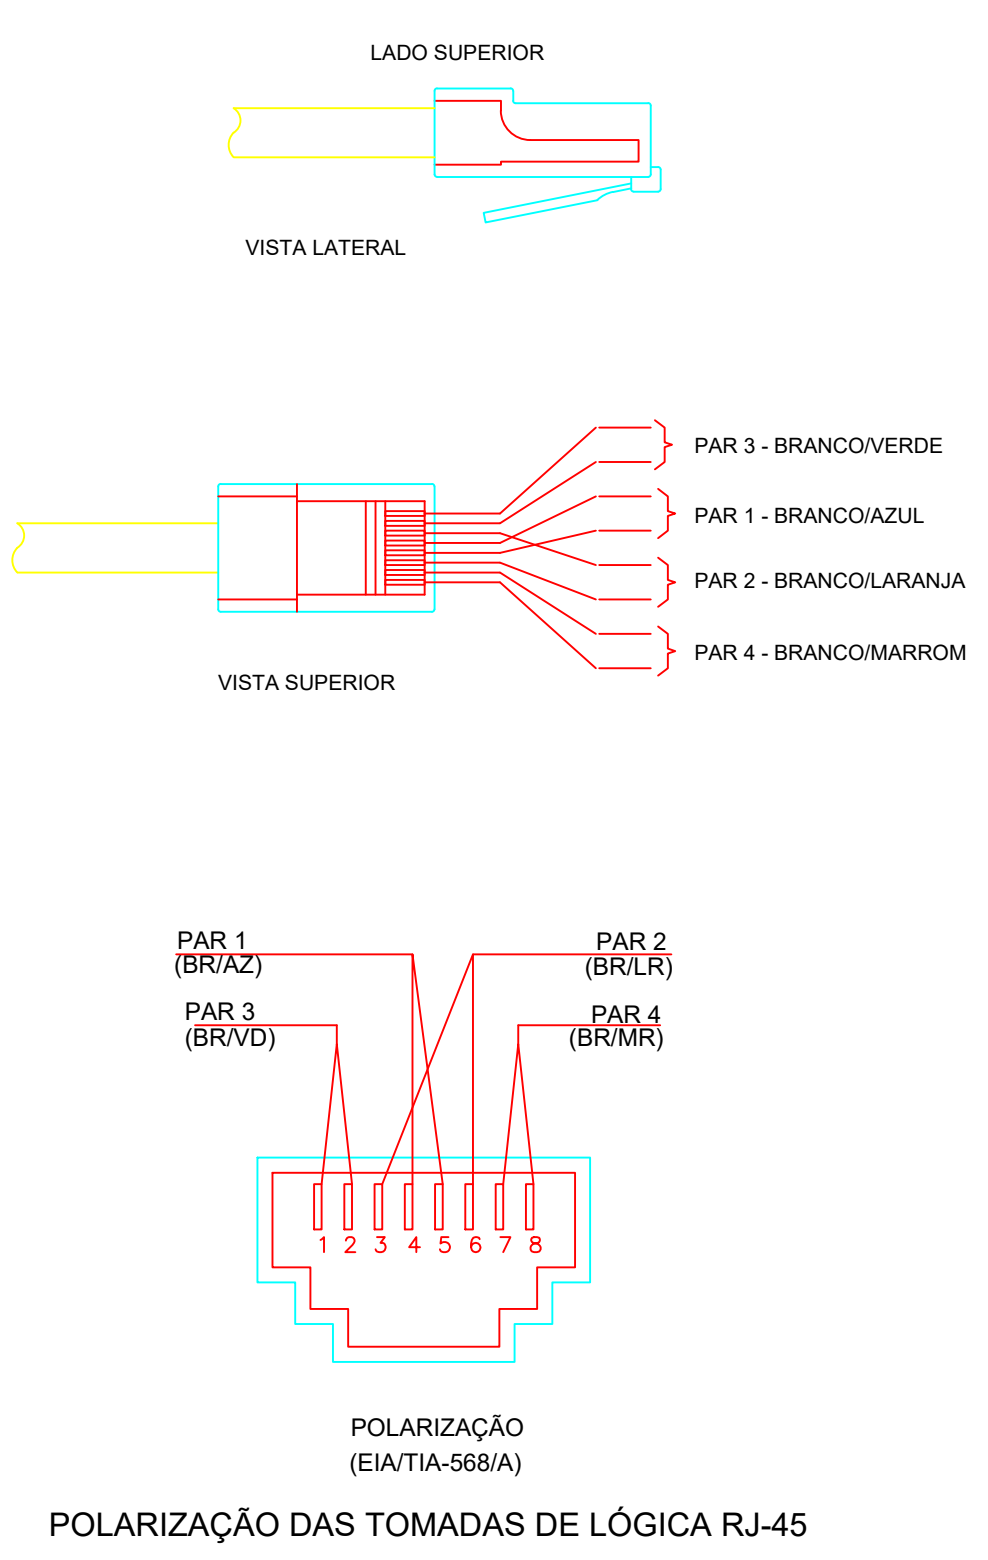 LADO SUPERIOR
VISTA LATERAL
PAR 3 - BRANCO/VERDE
PAR 1 - BRANCO/AZUL
PAR 2 - BRANCO/LARANJA
PAR 4 - BRANCO/MARROM
VISTA SUPERIOR
PAR 1
(BR/AZ)
PAR 2
(BR/LR)
PAR 3
(BR/VD)
PAR 4
(BR/MR)
1 2 3 4 5 6 7 8
POLARIZAÇÃO
(EIA/TIA-568/A)
POLARIZAÇÃO DAS TOMADAS DE LÓGICA RJ-45